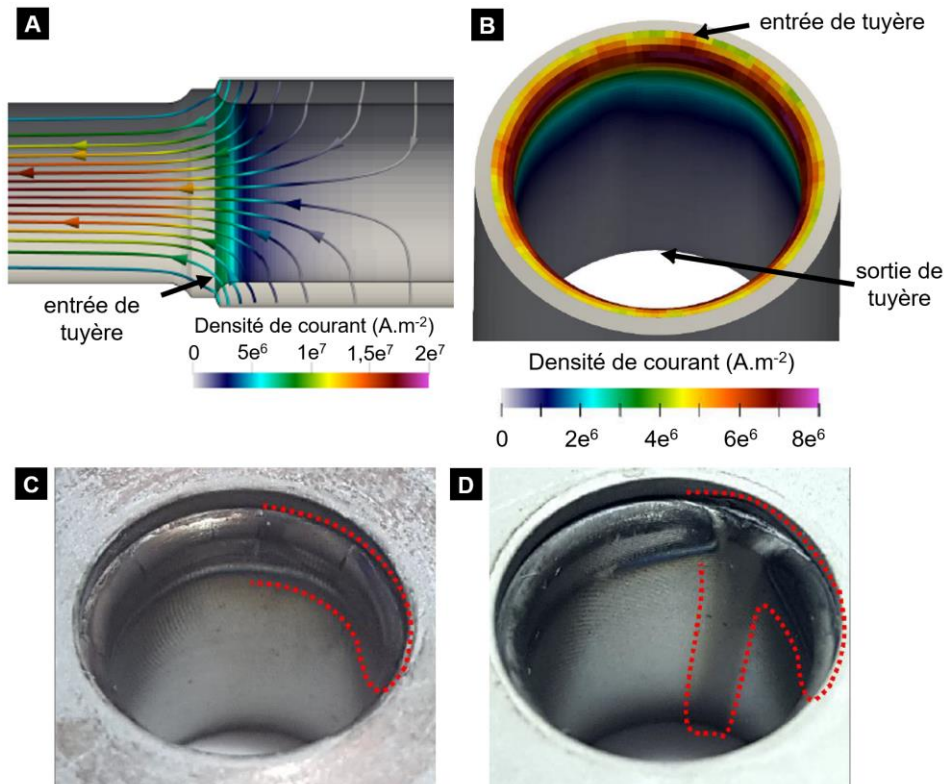 A
entrée de
tuyère
Densité de courant (A.m⁻²)
0 5e⁶ 1e⁷ 1,5e⁷ 2e⁷
B
entrée de
tuyère
sortie de
tuyère
Densité de courant (A.m⁻²)
0 2e⁶ 4e⁶ 6e⁶ 8e⁶
C
D